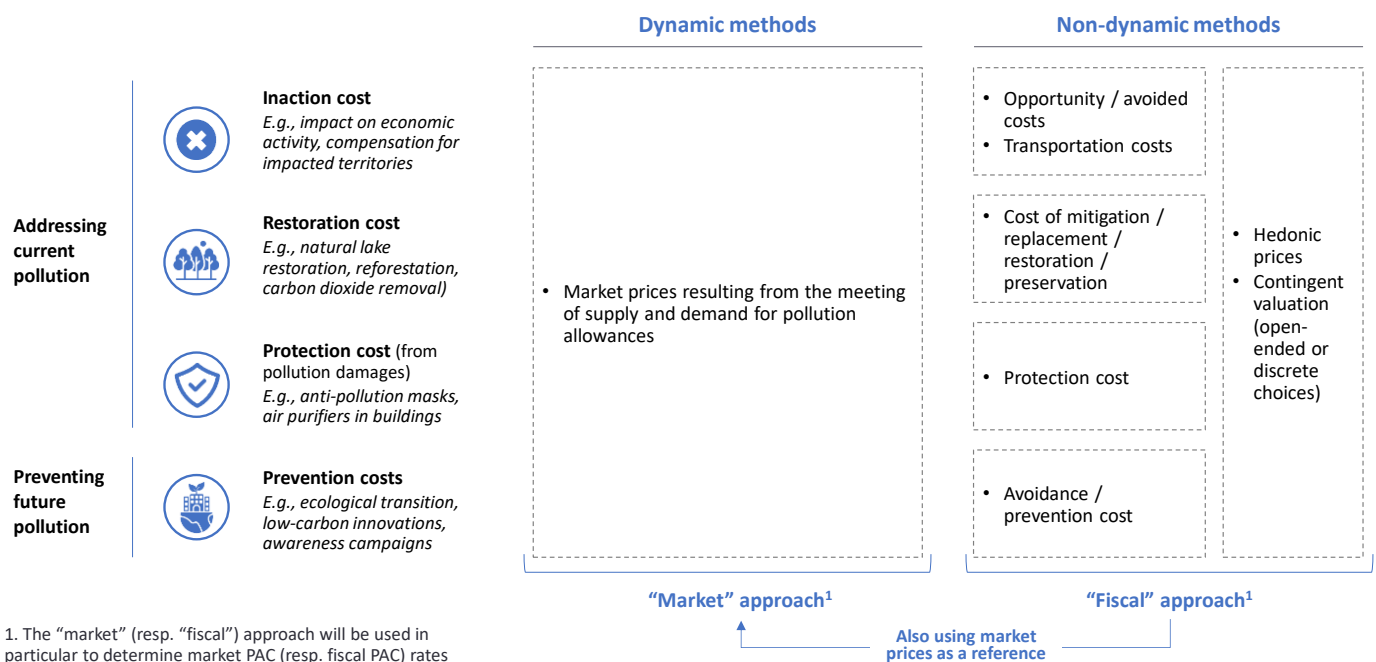 Dynamic methods
Non-dynamic methods
Addressing
current
pollution
Inaction cost
E.g., impact on economic
activity, compensation for
impacted territories
Restoration cost
E.g., natural lake
restoration, reforestation,
carbon dioxide removal)
Protection cost (from
pollution damages)
E.g., anti-pollution masks,
air purifiers in buildings
Preventing
future
pollution
Prevention costs
E.g., ecological transition,
low-carbon innovations,
awareness campaigns
• Market prices resulting from the meeting
of supply and demand for pollution
allowances
• Opportunity / avoided
costs
• Transportation costs
• Cost of mitigation /
replacement /
restoration /
preservation
• Protection cost
• Avoidance /
prevention cost
• Hedonic
prices
• Contingent
valuation
(open-
ended or
discrete
choices)
“Market” approach1
“Fiscal” approach1
Also using market
prices as a reference
1. The “market” (resp. “fiscal”) approach will be used in
particular to determine market PAC (resp. fiscal PAC) rates